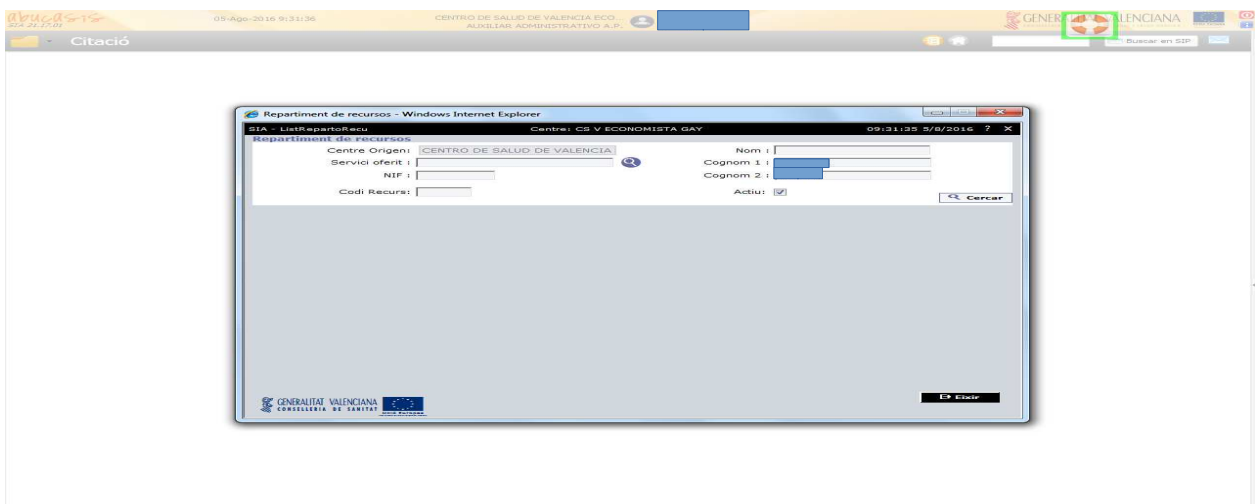 abucasis
SIA 21.17.01
05-Ago-2016 9:31:36
CENTRO DE SALUD DE VALENCIA ECO...
AUXILIAR ADMINISTRATIVO A.P.
GENERALITAT VALENCIANA
Citació
Buscar en SIP
Repartiment de recursos - Windows Internet Explorer
SIA - ListRepartoRecu Centre: CS V ECONOMISTA GAY 09:31:35 5/8/2016 ? X
Repartiment de recursos
Centre Origen: CENTRO DE SALUD DE VALENCIA Nom :
Servici oferit : Cognom 1 :
NIF : Cognom 2 :
Codi Recurs: Actiu:
Cercar
GENERALITAT VALENCIANA
CONSELLERIA DE SANITAT
Eixir